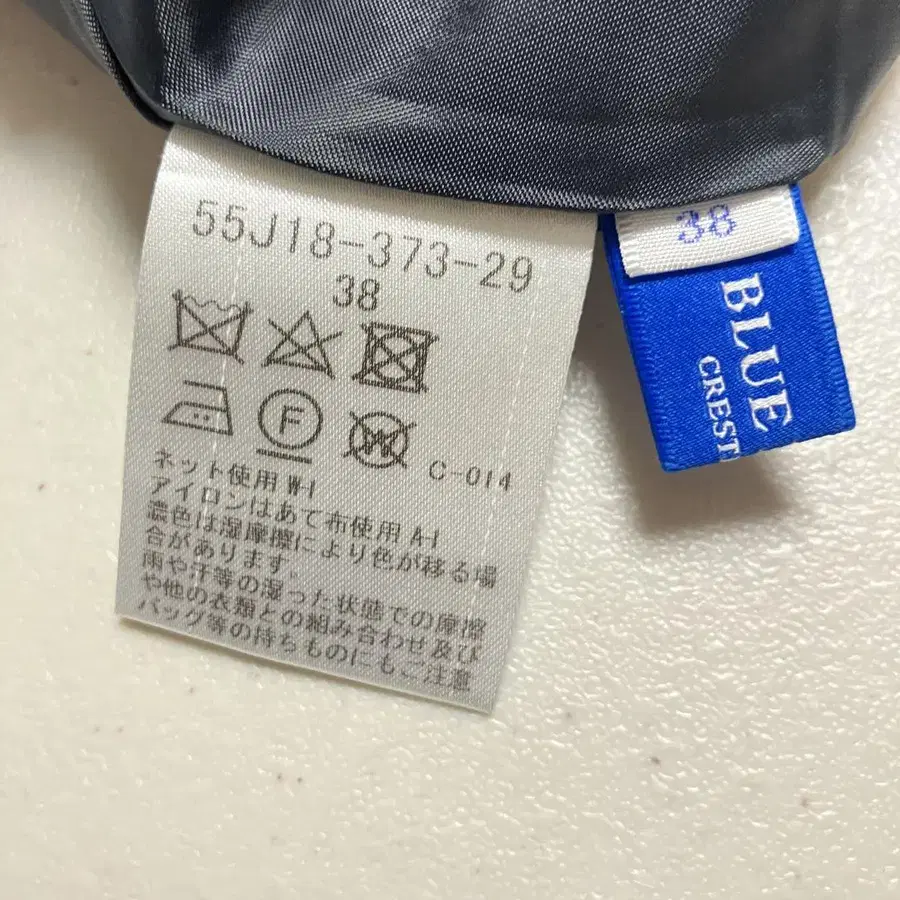 55J18-373-29
38
F
W
C-014
ネット使用 W-1
アイロンはあて布使用 A-1
濃色は湿摩擦により色が移る場
合があります。
雨や汗等の湿った状態での摩擦
や他の衣類との組み合わせ及び
バッグ等の持ちものにもご注意
38
BLUE
CREST